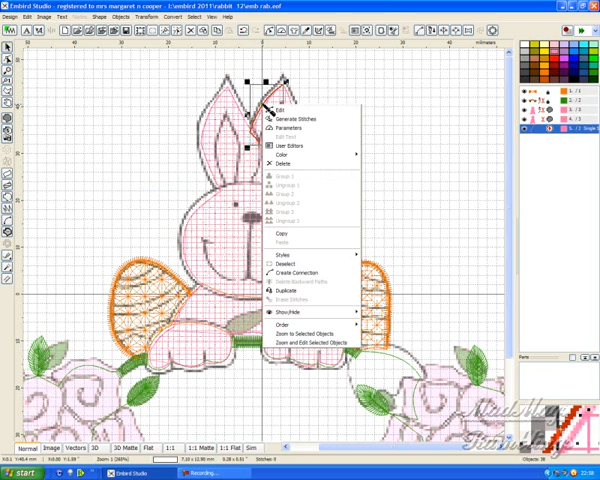 Embird Studio - registered to mrs margaret n cooper - I:\embird 2011\rabbit 12\emb rab.eof
Design Edit Image Text Shapes Objects Transform Convert View Help
millimeters
Edit
Generate Stitches
Parameters
Edit Text
User Editors
Color
Delete
Group 1
Ungroup 1
Group 2
Ungroup 2
Group 3
Ungroup 3
Copy
Paste
Styles
Deselect
Create Connection
Delete Backward Paths
Duplicate
Erase Stitches
Show/Hide
Order
Zoom to Selected Objects
Zoom and Edit Selected Objects
Parts
Normal Image Vectors 3D 3D Matte 3D Flat 1:1 1:1 Matte 1:1 Flat Sim
Stitches: 0
start
Embird Studio
Recording...
22:58